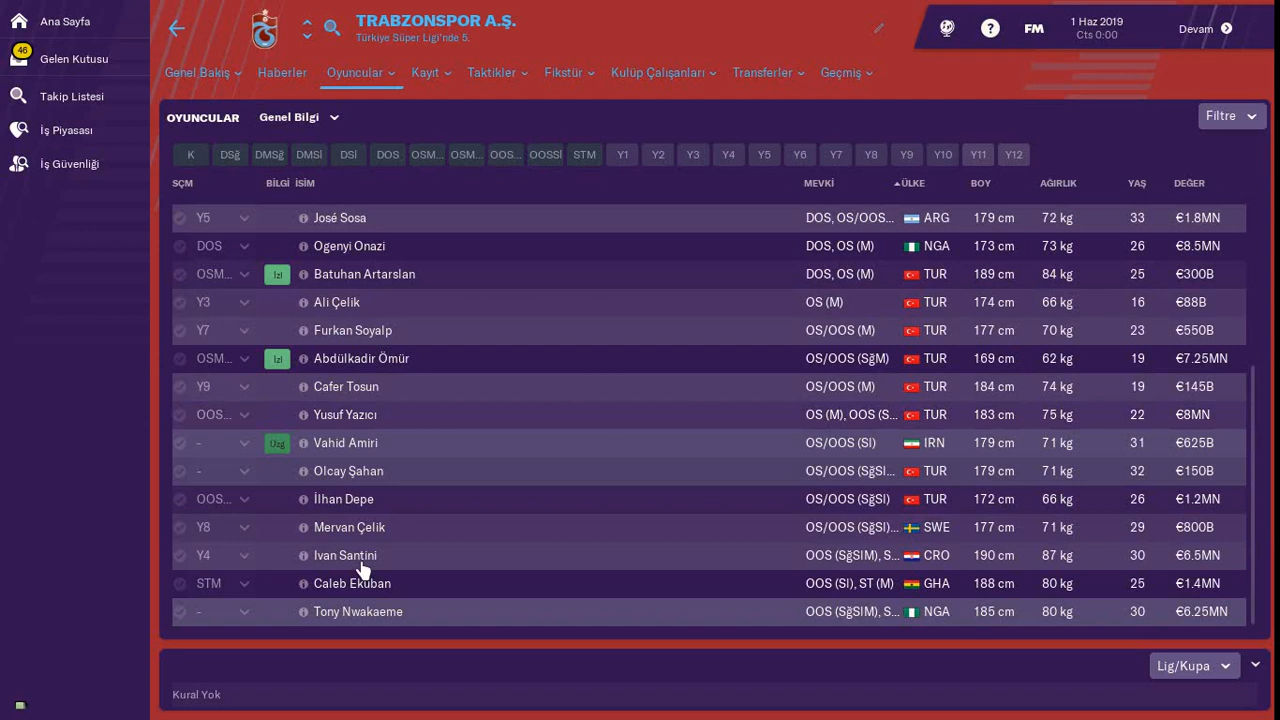 Ana Sayfa
46
Gelen Kutusu
Takip Listesi
İş Piyasası
İş Güvenliği
TRABZONSPOR A.Ş.
Türkiye Süper Ligi'nde 5.
? FM 1 Haz 2019
Cts 0:00
Devam
Genel Bakış Haberler Oyuncular Kayıt Taktikler Fikstür Kulüp Çalışanları Transferler Geçmiş
OYUNCULAR Genel Bilgi Filtre
K DSğ DMSğ DMSİ DSİ DOS OSM... OSM... OOS... OOSSİ STM Y1 Y2 Y3 Y4 Y5 Y6 Y7 Y8 Y9 Y10 Y11 Y12
SÇM BİLGİ İSİM MEVKİ ÜLKE BOY AĞIRLIK YAŞ DEĞER
Y5 José Sosa DOS, OS/OOS... ARG 179 cm 72 kg 33 €1.8MN
DOS Ogenyi Onazi DOS, OS (M) NGA 173 cm 73 kg 26 €8.5MN
OSM... İzl Batuhan Artarslan DOS, OS (M) TUR 189 cm 84 kg 25 €300B
Y3 Ali Çelik OS (M) TUR 174 cm 66 kg 16 €88B
Y7 Furkan Soyalp OS/OOS (M) TUR 177 cm 70 kg 23 €550B
OSM... İzl Abdülkadir Ömür OS/OOS (SğM) TUR 169 cm 62 kg 19 €7.25MN
Y9 Cafer Tosun OS/OOS (M) TUR 184 cm 74 kg 19 €145B
OOS... Yusuf Yazıcı OS (M), OOS (S... TUR 183 cm 75 kg 22 €8MN
- Üzg Vahid Amiri OS/OOS (Sl) IRN 179 cm 71 kg 31 €625B
- Olcay Şahan OS/OOS (SğSl... TUR 179 cm 71 kg 32 €150B
OOS... İlhan Depe OS/OOS (SğSl) TUR 172 cm 66 kg 26 €1.2MN
Y8 Mervan Çelik OS/OOS (SğSl)... SWE 177 cm 71 kg 29 €800B
Y4 Ivan Santini OOS (SğSlM), S... CRO 190 cm 87 kg 30 €6.5MN
STM Caleb Ekuban OOS (Sl), ST (M) GHA 188 cm 80 kg 25 €1.4MN
- Tony Nwakaeme OOS (SğSlM), S... NGA 185 cm 80 kg 30 €6.25MN
Lig/Kupa
Kural Yok